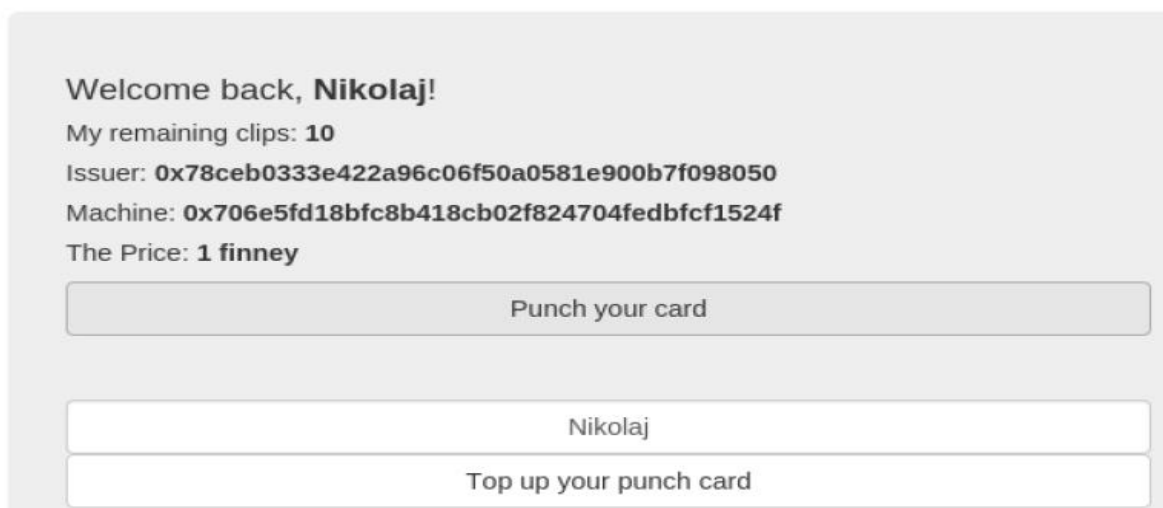 Welcome back, Nikolaj!
My remaining clips: 10
Issuer: 0x78ceb0333e422a96c06f50a0581e900b7f098050
Machine: 0x706e5fd18bfc8b418cb02f824704fedbfcf1524f
The Price: 1 finney
Punch your card
Nikolaj
Top up your punch card